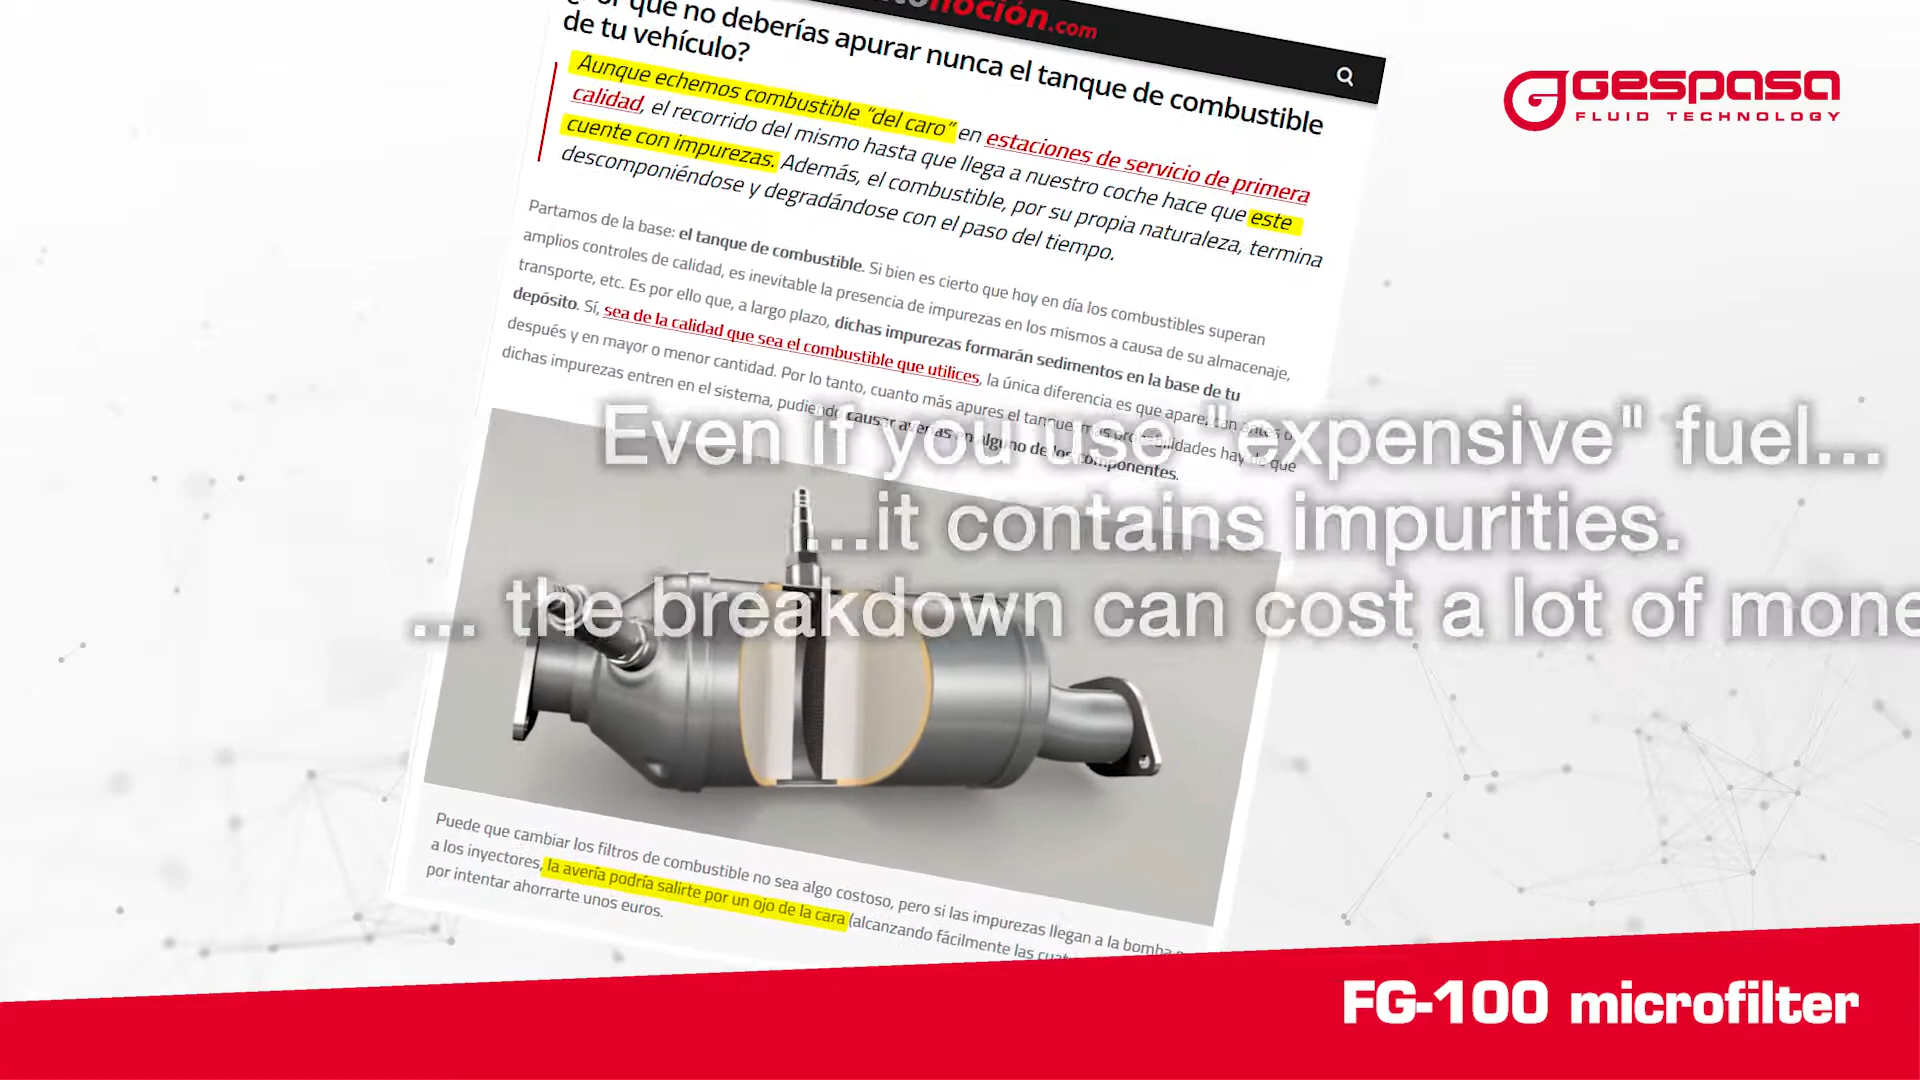 noción.com
qué no deberías apurar nunca el tanque de combustible
de tu vehículo?
Aunque echemos combustible "del caro" en estaciones de servicio de primera
calidad, el recorrido del mismo hasta que llega a nuestro coche hace que este
cuente con impurezas. Además, el combustible, por su propia naturaleza, termina
descomponiéndose y degradándose con el paso del tiempo.
Partamos de la base: el tanque de combustible. Si bien es cierto que hoy en día los combustibles superan
amplios controles de calidad, es inevitable la presencia de impurezas en los mismos a causa de su almacenaje,
transporte, etc. Es por ello que, a largo plazo, dichas impurezas formarán sedimentos en la base de tu
depósito. Sí, sea de la calidad que sea el combustible que utilices, la única diferencia es que aparezcan antes o
después y en mayor o menor cantidad. Por lo tanto, cuanto más apures el tanque, más probabilidades hay de que
dichas impurezas entren en el sistema, pudiendo causar averías en alguno de los componentes.
Even if you use "expensive" fuel...
...it contains impurities.
... the breakdown can cost a lot of mone
Puede que cambiar los filtros de combustible no sea algo costoso, pero si las impurezas llegan a la bomba
a los inyectores, la avería podría salirte por un ojo de la cara (alcanzando fácilmente las
por intentar ahorrarte unos euros.
GESPASA
FLUID TECHNOLOGY
FG-100 microfilter